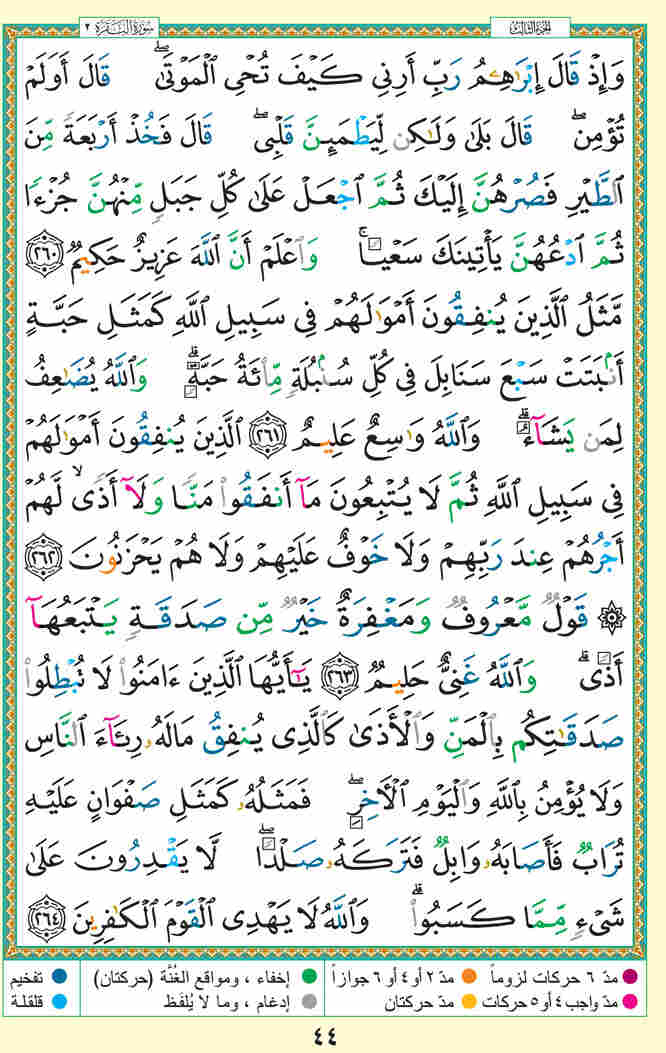 الجزء الثالث
سورة البقرة ٢
وَإِذْ قَالَ إِبْرَٰهِـۧمُ رَبِّ أَرِنِى كَيْفَ تُحْىِ ٱلْمَوْتَىٰ ۖ قَالَ أَوَلَمْ
تُؤْمِن ۖ قَالَ بَلَىٰ وَلَٰكِن لِّيَطْمَئِنَّ قَلْبِى ۖ قَالَ فَخُذْ أَرْبَعَةً مِّنَ
ٱلطَّيْرِ فَصُرْهُنَّ إِلَيْكَ ثُمَّ ٱجْعَلْ عَلَىٰ كُلِّ جَبَلٍ مِّنْهُنَّ جُزْءًا
ثُمَّ ٱدْعُهُنَّ يَأْتِينَكَ سَعْيًا ۚ وَٱعْلَمْ أَنَّ ٱللَّهَ عَزِيزٌ حَكِيمٌ ٢٦٠
مَّثَلُ ٱلَّذِينَ يُنفِقُونَ أَمْوَٰلَهُمْ فِى سَبِيلِ ٱللَّهِ كَمَثَلِ حَبَّةٍ
أَنۢبَتَتْ سَبْعَ سَنَابِلَ فِى كُلِّ سُنۢبُلَةٍ مِّا۟ئَةُ حَبَّةٍ ۗ وَٱللَّهُ يُضَٰعِفُ
لِمَن يَشَآءُ ۗ وَٱللَّهُ وَٰسِعٌ عَلِيمٌ ٢٦١ ٱلَّذِينَ يُنفِقُونَ أَمْوَٰلَهُمْ
فِى سَبِيلِ ٱللَّهِ ثُمَّ لَا يُتْبِعُونَ مَآ أَنفَقُوا۟ مَنًّا وَلَآ أَذًى ۙ لَّهُمْ
أَجْرُهُمْ عِندَ رَبِّهِمْ وَلَا خَوْفٌ عَلَيْهِمْ وَلَا هُمْ يَحْزَنُونَ ٢٦٢
۞ قَوْلٌ مَّعْرُوفٌ وَمَغْفِرَةٌ خَيْرٌ مِّن صَدَقَةٍ يَتْبَعُهَآ
أَذًى ۗ وَٱللَّهُ غَنِىٌّ حَلِيمٌ ٢٦٣ يَٰٓأَيُّهَا ٱلَّذِينَ ءَامَنُوا۟ لَا تُبْطِلُوا۟
صَدَقَٰتِكُم بِٱلْمَنِّ وَٱلْأَذَىٰ كَٱلَّذِى يُنفِقُ مَالَهُۥ رِئَآءَ ٱلنَّاسِ
وَلَا يُؤْمِنُ بِٱللَّهِ وَٱلْيَوْمِ ٱلْءَاخِرِ ۖ فَمَثَلُهُۥ كَمَثَلِ صَفْوَانٍ عَلَيْهِ
تُرَابٌ فَأَصَابَهُۥ وَابِلٌ فَتَرَكَهُۥ صَلْدًا ۖ لَّا يَقْدِرُونَ عَلَىٰ
شَىْءٍ مِّمَّا كَسَبُوا۟ ۗ وَٱللَّهُ لَا يَهْدِى ٱلْقَوْمَ ٱلْكَٰفِرِينَ ٢٦٤
مدّ ٦ حركات لزوماً مدّ ٢ أو ٤ أو ٦ جوازاً إخفاء ، ومواقع الغُنَّة (حركتان) تفخيم
مدّ واجب ٤ أو ٥ حركات مدّ حركتان إدغام ، وما لا يُلفَظ قلقلة
٤٤